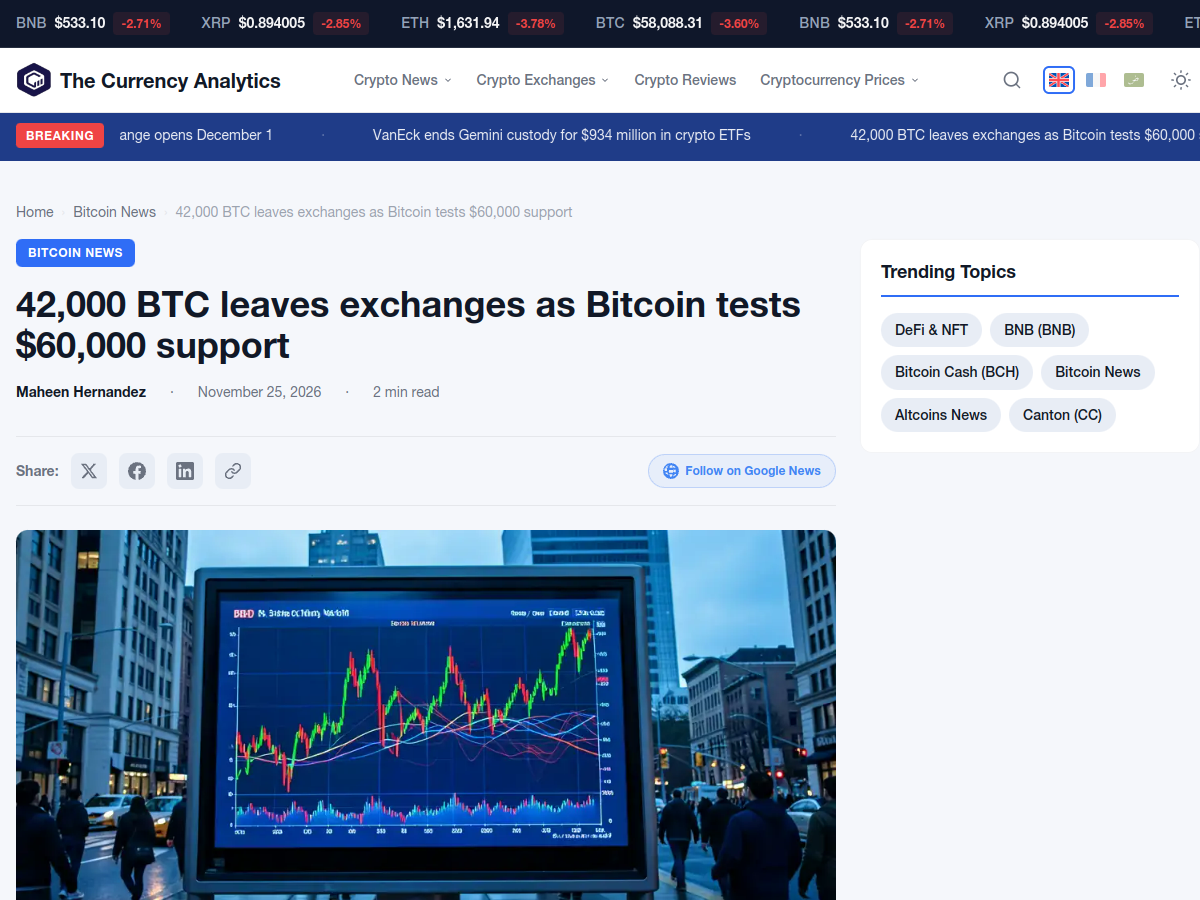 BNB $533.10 -2.71% XRP $0.894005 -2.85% ETH $1,631.94 -3.78% BTC $58,088.31 -3.60% BNB $533.10 -2.71% XRP $0.894005 -2.85%
The Currency Analytics Crypto News Crypto Exchanges Crypto Reviews Cryptocurrency Prices
BREAKING ange opens December 1 · VanEck ends Gemini custody for $934 million in crypto ETFs · 42,000 BTC leaves exchanges as Bitcoin tests $60,000
Home Bitcoin News 42,000 BTC leaves exchanges as Bitcoin tests $60,000 support
BITCOIN NEWS
42,000 BTC leaves exchanges as Bitcoin tests
$60,000 support
Maheen Hernandez · November 25, 2026 · 2 min read
Share: Follow on Google News
Trending Topics
DeFi & NFT BNB (BNB)
Bitcoin Cash (BCH) Bitcoin News
Altcoins News Canton (CC)